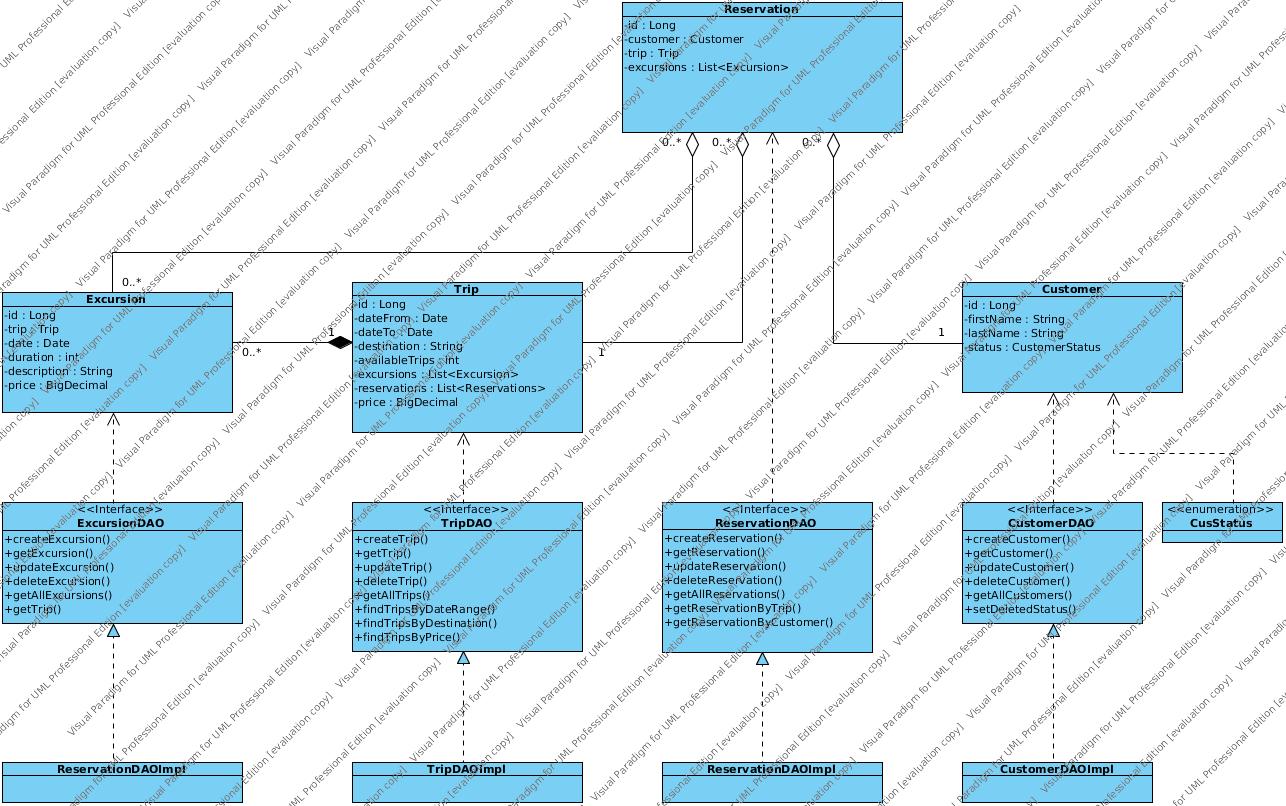 Reservation
-id : Long
-customer : Customer
-trip : Trip
-excursions : List<Excursion>
0..*
0..*
0..*
0..*
Excursion
-id : Long
-trip : Trip
-date : Date
-duration : int
-description : String
-price : BigDecimal
0..*
1
Trip
-id : Long
-dateFrom : Date
-dateTo : Date
-destination : String
-availableTrips : int
-excursions : List<Excursion>
-reservations : List<Reservations>
-price : BigDecimal
1
1
Customer
-id : Long
-firstName : String
-lastName : String
-status : CustomerStatus
<<Interface>>
ExcursionDAO
+createExcursion()
+getExcursion()
+updateExcursion()
+deleteExcursion()
+getAllExcursions()
+getTrip()
<<Interface>>
TripDAO
+createTrip()
+getTrip()
+updateTrip()
+deleteTrip()
+getAllTrips()
+findTripsByDateRange()
+findTripsByDestination()
+findTripsByPrice()
<<Interface>>
ReservationDAO
+createReservation()
+getReservation()
+updateReservation()
+deleteReservation()
+getAllReservations()
+getReservationByTrip()
+getReservationByCustomer()
<<Interface>>
CustomerDAO
+createCustomer()
+getCustomer()
+updateCustomer()
+deleteCustomer()
+getAllCustomers()
+setDeletedStatus()
<<enumeration>>
CusStatus
ReservationDAOImpl
TripDAOImpl
ReservationDAOImpl
CustomerDAOImpl
Visual Paradigm for UML Professional Edition [evaluation copy]